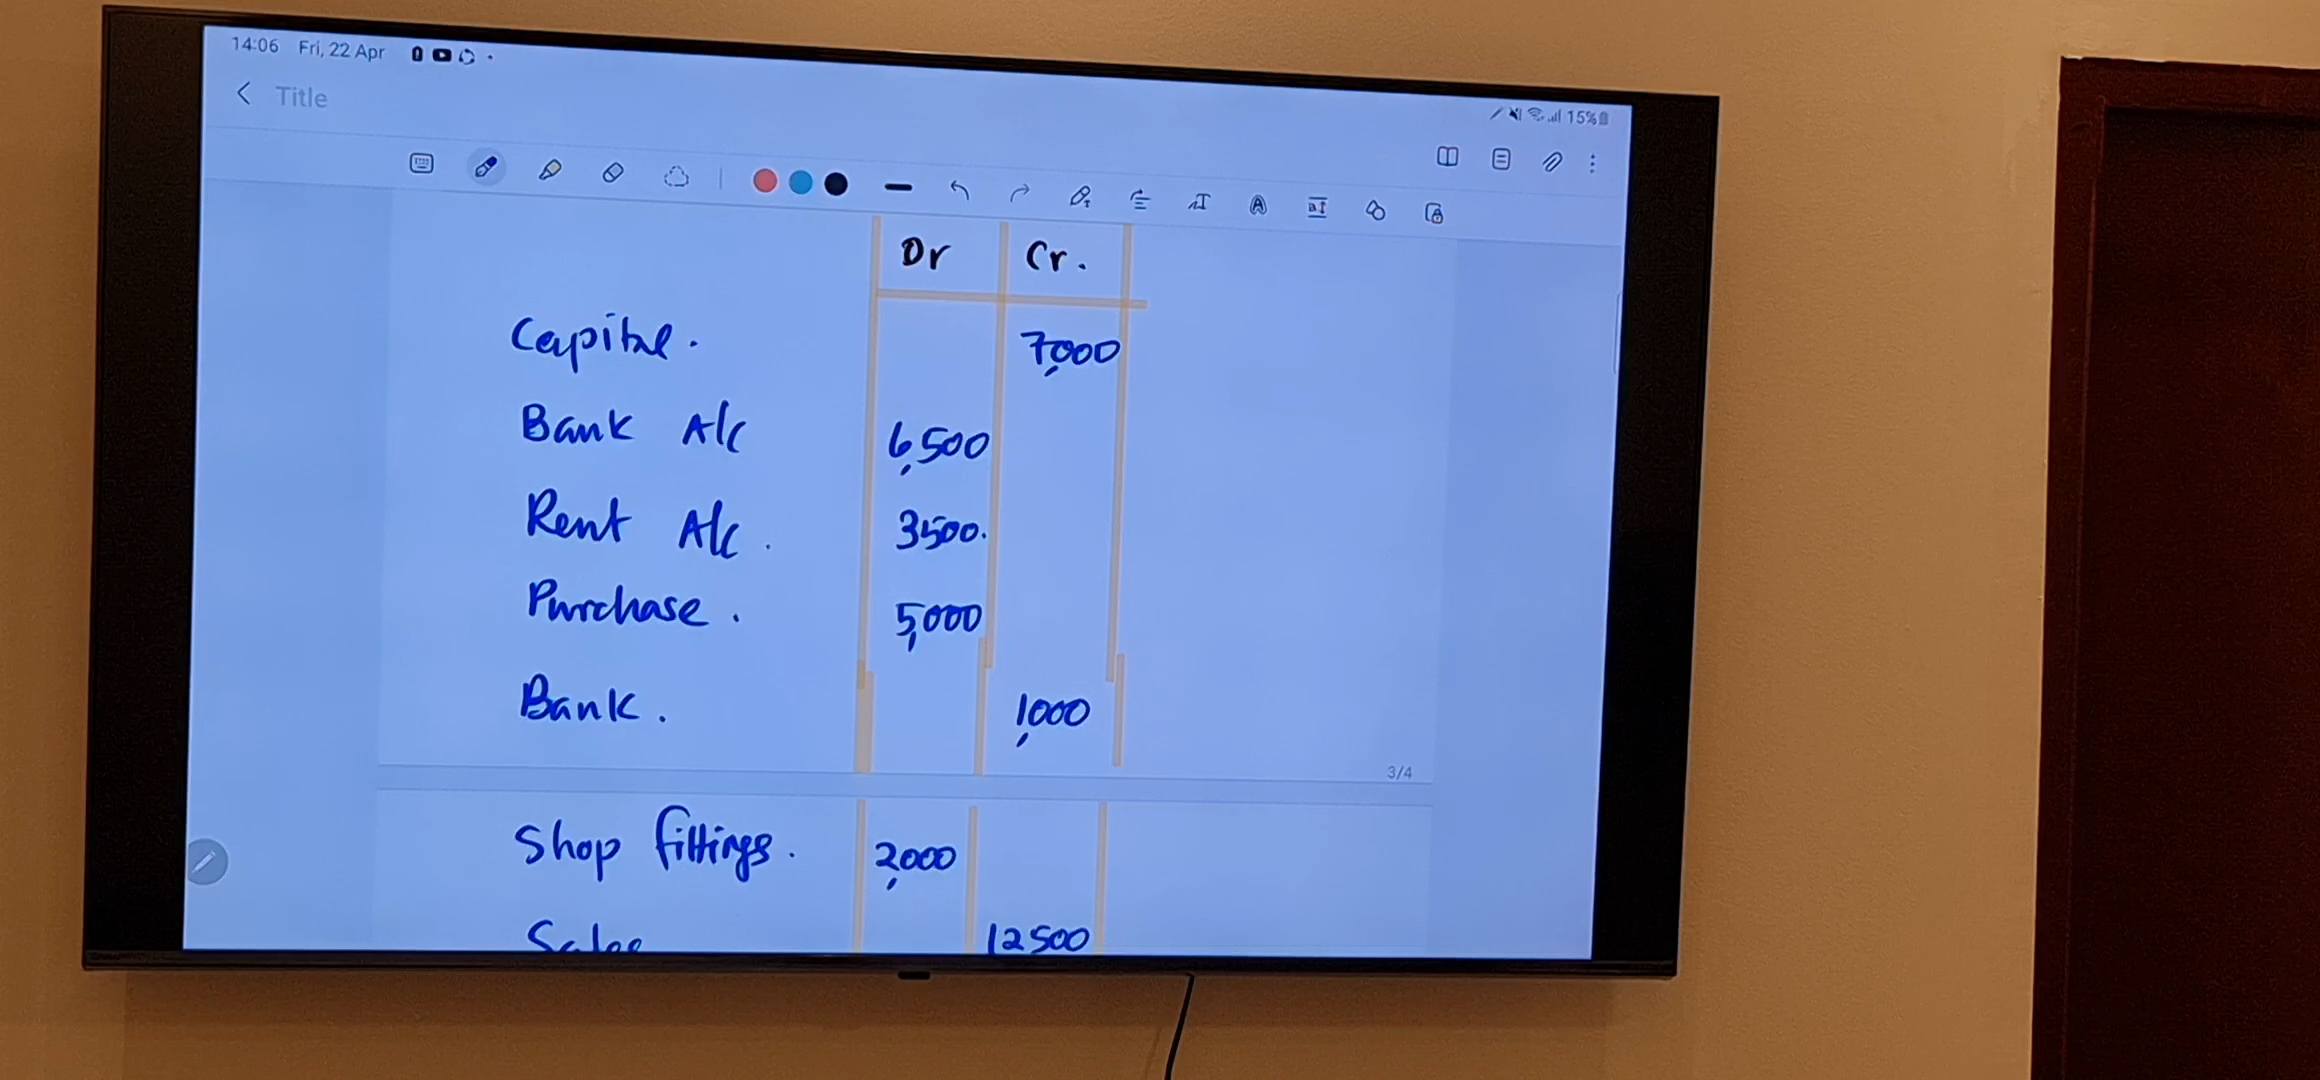 14:06 Fri, 22 Apr
15%
Title
Dr Cr.
Capital. 7,000
Bank A/c 6,500
Rent A/c. 3500.
Purchase. 5,000
Bank. 1,000
3/4
Shop fittings. 2,000
Sales 12500